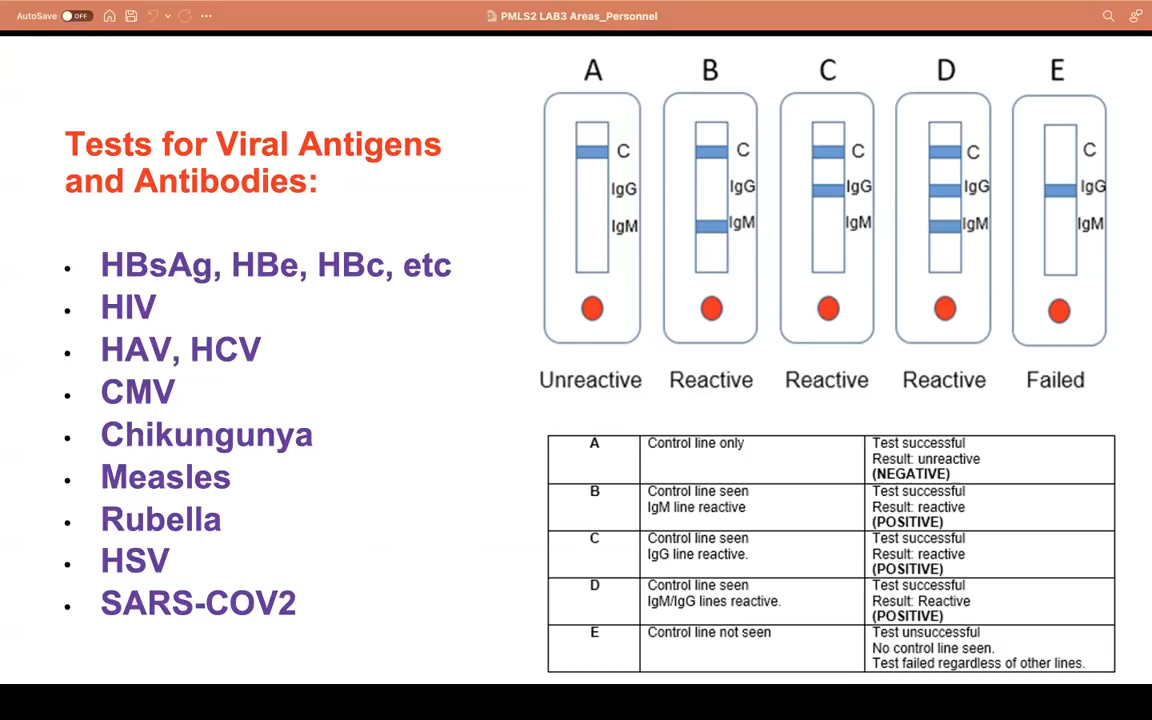 AutoSave OFF
PMLS2 LAB3 Areas_Personnel
Tests for Viral Antigens
and Antibodies:
• HBsAg, HBe, HBc, etc
• HIV
• HAV, HCV
• CMV
• Chikungunya
• Measles
• Rubella
• HSV
• SARS-COV2
A B C D E
C C C C C
IgG IgG IgG IgG IgG
IgM IgM IgM IgM IgM
Unreactive Reactive Reactive Reactive Failed
A Control line only Test successful
Result: unreactive
(NEGATIVE)
B Control line seen Test successful
IgM line reactive Result: reactive
(POSITIVE)
C Control line seen Test successful
IgG line reactive. Result: reactive
(POSITIVE)
D Control line seen Test successful
IgM/IgG lines reactive. Result: Reactive
(POSITIVE)
E Control line not seen Test unsuccessful
No control line seen.
Test failed regardless of other lines.